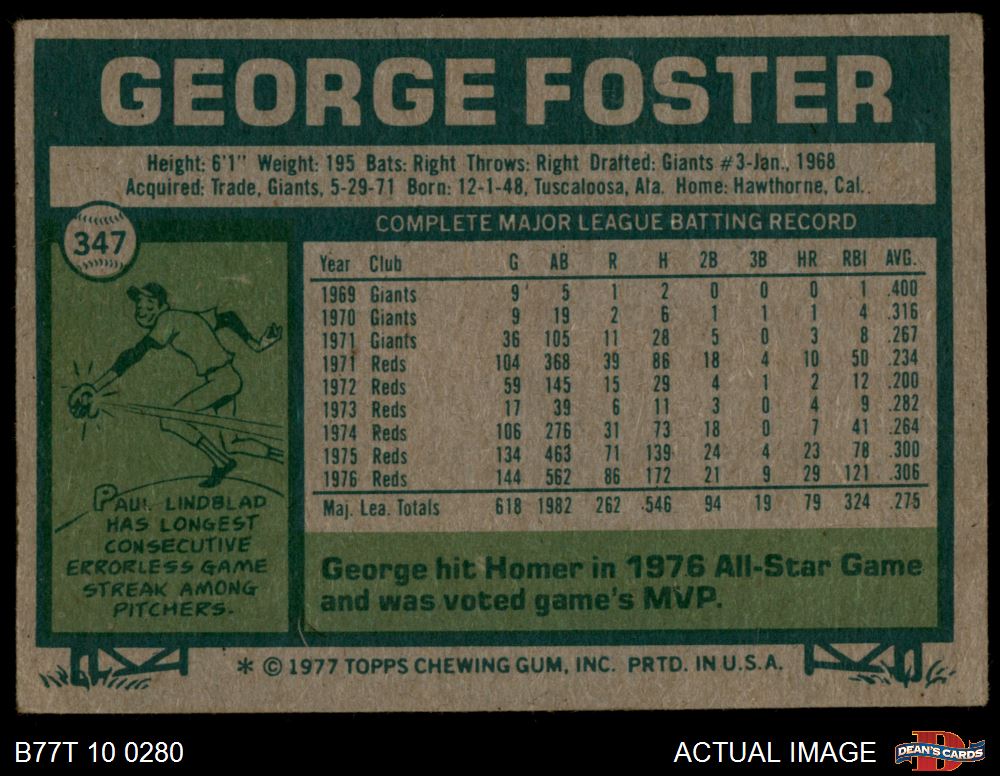 GEORGE FOSTER
Height: 6'1" Weight: 195 Bats: Right Throws: Right Drafted: Giants #3-Jan., 1968
Acquired: Trade, Giants, 5-29-71 Born: 12-1-48, Tuscaloosa, Ala. Home: Hawthorne, Cal.
347
COMPLETE MAJOR LEAGUE BATTING RECORD
Year Club G AB R H 2B 3B HR RBI AVG.
1969 Giants 9 5 1 2 0 0 0 1 .400
1970 Giants 9 19 2 6 1 1 1 4 .316
1971 Giants 36 105 11 28 5 0 3 8 .267
1971 Reds 104 368 39 86 18 4 10 50 .234
1972 Reds 59 145 15 29 4 1 2 12 .200
1973 Reds 17 39 6 11 3 0 4 9 .282
1974 Reds 106 276 31 73 18 0 7 41 .264
1975 Reds 134 463 71 139 24 4 23 78 .300
1976 Reds 144 562 86 172 21 9 29 121 .306
Maj. Lea. Totals 618 1982 262 546 94 19 79 324 .275
PAUL LINDBLAD
HAS LONGEST
CONSECUTIVE
ERRORLESS GAME
STREAK AMONG
PITCHERS.
George hit Homer in 1976 All-Star Game
and was voted game's MVP.
* © 1977 TOPPS CHEWING GUM, INC. PRTD. IN U.S.A.
B77T 10 0280
ACTUAL IMAGE
D
DEAN'S CARDS